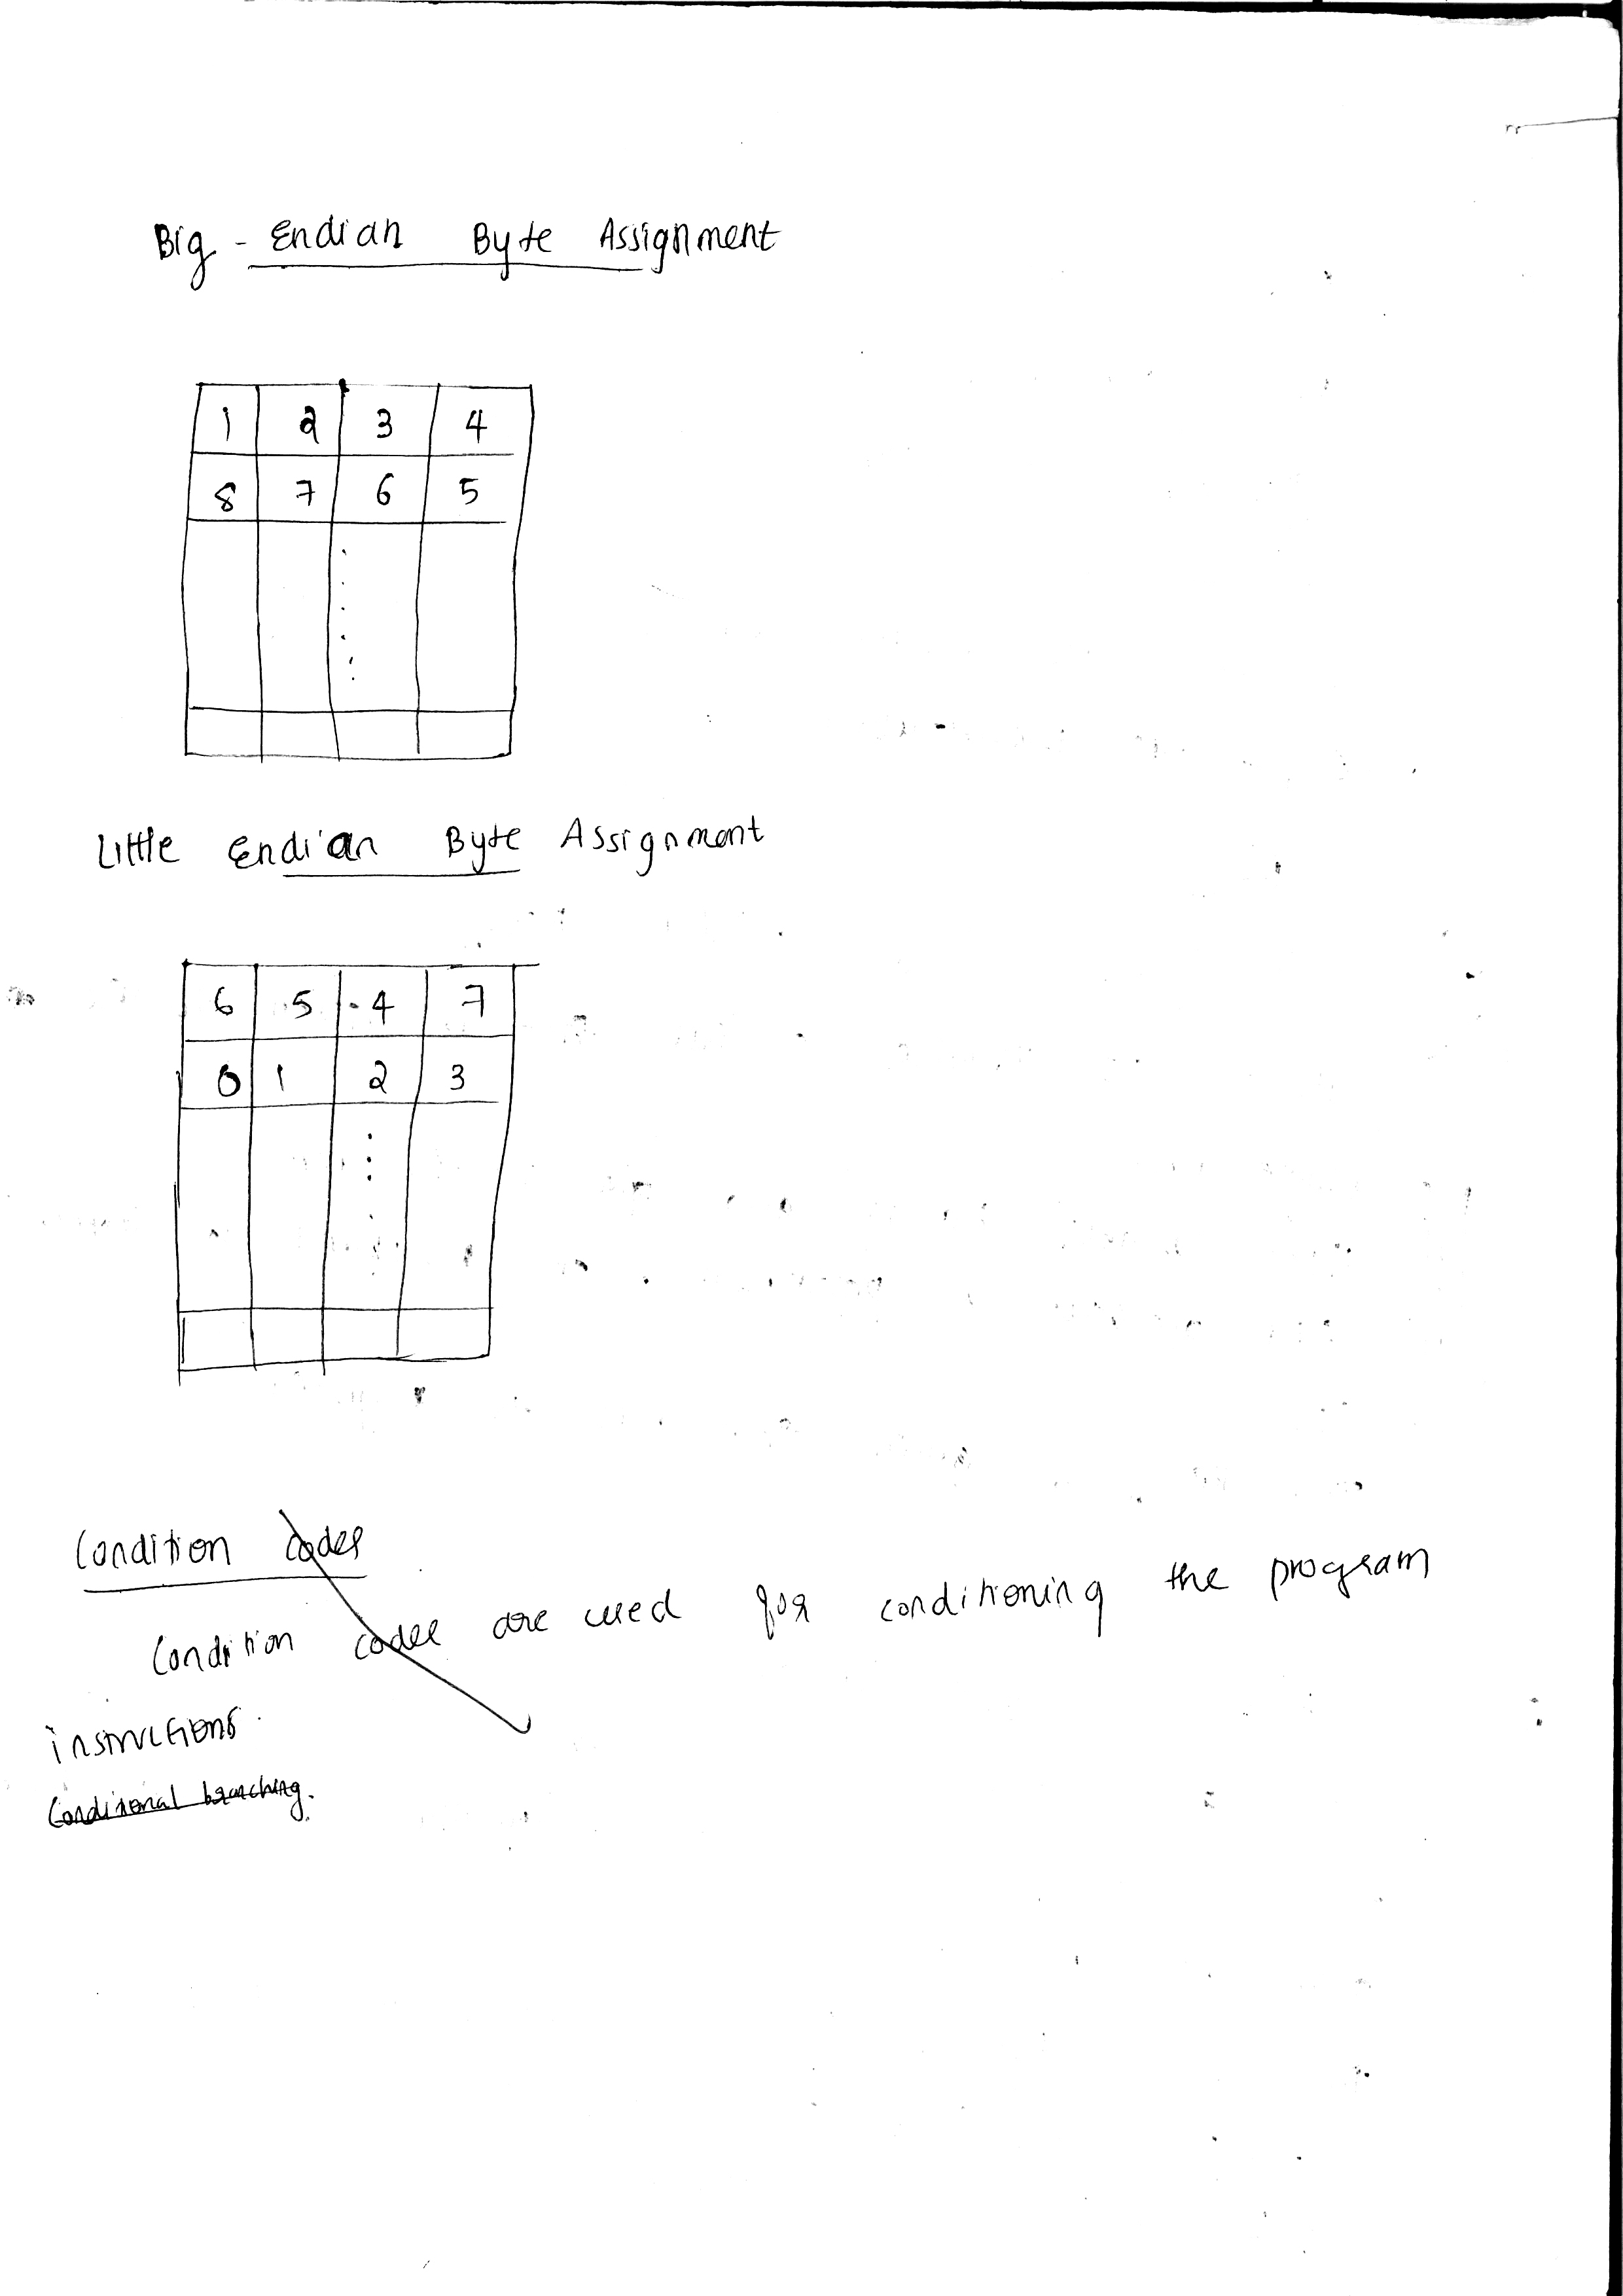 Big - Endian Byte Assignment
1 2 3 4
8 7 6 5
Little Endian Byte Assignment
6 5 4 7
0 1 2 3
Condition codes
Condition codes are used for conditioning the program
instructions.
Conditional branching.